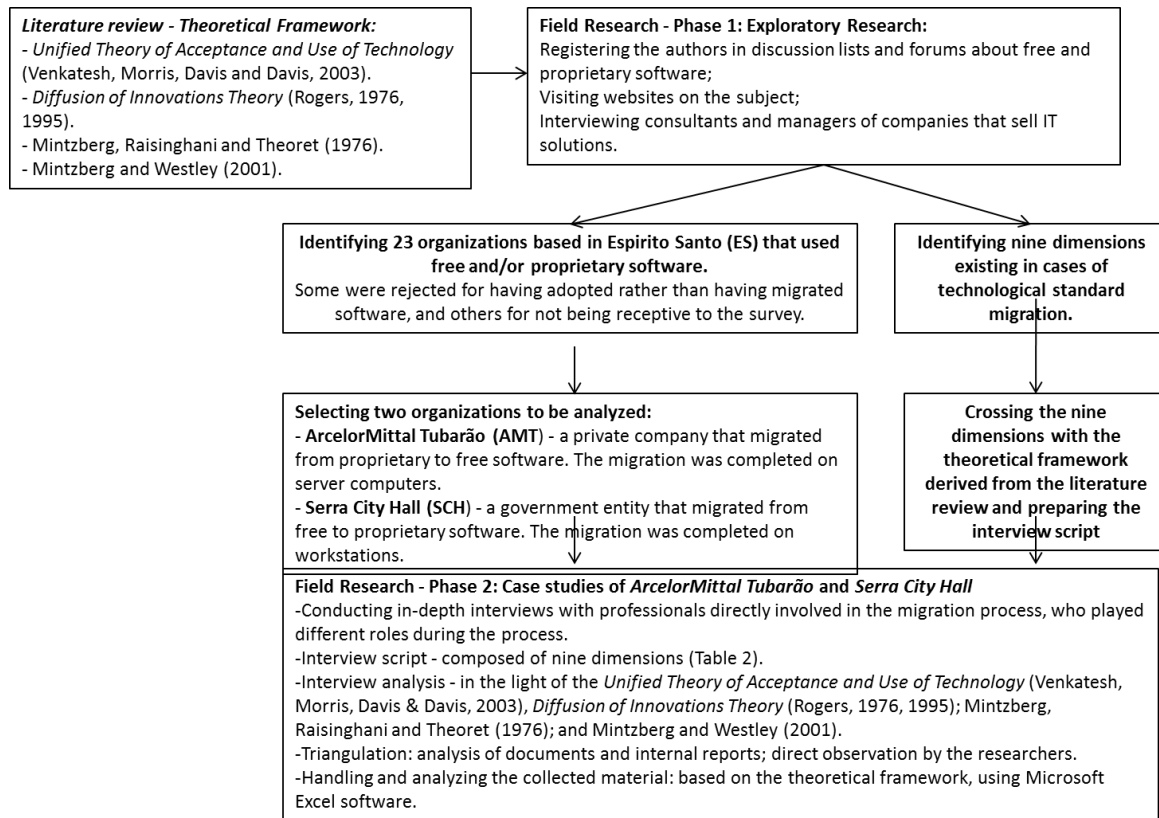 Literature review - Theoretical Framework:
- Unified Theory of Acceptance and Use of Technology
(Venkatesh, Morris, Davis and Davis, 2003).
- Diffusion of Innovations Theory (Rogers, 1976,
1995).
- Mintzberg, Raisinghani and Theoret (1976).
- Mintzberg and Westley (2001).
Field Research - Phase 1: Exploratory Research:
Registering the authors in discussion lists and forums about free and
proprietary software;
Visiting websites on the subject;
Interviewing consultants and managers of companies that sell IT
solutions.
Identifying 23 organizations based in Espirito Santo (ES) that used
free and/or proprietary software.
Some were rejected for having adopted rather than having migrated
software, and others for not being receptive to the survey.
Identifying nine dimensions
existing in cases of
technological standard
migration.
Selecting two organizations to be analyzed:
- ArcelorMittal Tubarão (AMT) - a private company that migrated
from proprietary to free software. The migration was completed on
server computers.
- Serra City Hall (SCH) - a government entity that migrated from
free to proprietary software. The migration was completed on
workstations.
Crossing the nine
dimensions with the
theoretical framework
derived from the literature
review and preparing the
interview script
Field Research - Phase 2: Case studies of ArcelorMittal Tubarão and Serra City Hall
-Conducting in-depth interviews with professionals directly involved in the migration process, who played
different roles during the process.
-Interview script - composed of nine dimensions (Table 2).
-Interview analysis - in the light of the Unified Theory of Acceptance and Use of Technology (Venkatesh,
Morris, Davis & Davis, 2003), Diffusion of Innovations Theory (Rogers, 1976, 1995); Mintzberg,
Raisinghani and Theoret (1976); and Mintzberg and Westley (2001).
-Triangulation: analysis of documents and internal reports; direct observation by the researchers.
-Handling and analyzing the collected material: based on the theoretical framework, using Microsoft
Excel software.